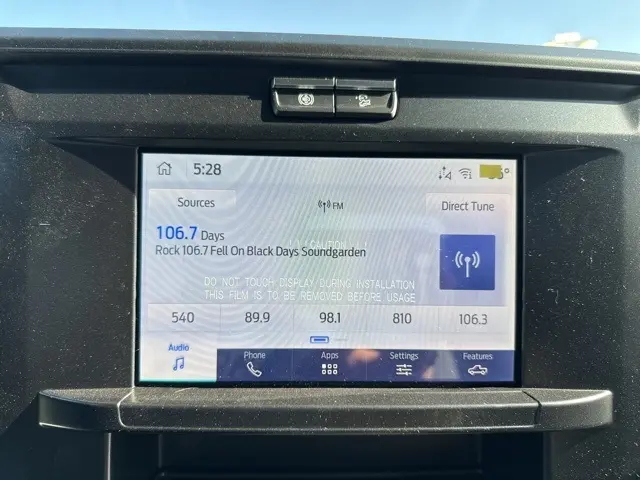 5:28
Sources
FM
Direct Tune
106.7 Days
Rock 106.7 Fell On Black Days Soundgarden
CAUTION
DO NOT TOUCH DISPLAY DURING INSTALLATION
THIS FILM IS TO BE REMOVED BEFORE USAGE
540 89.9 98.1 810 106.3
Audio Phone Apps Settings Features